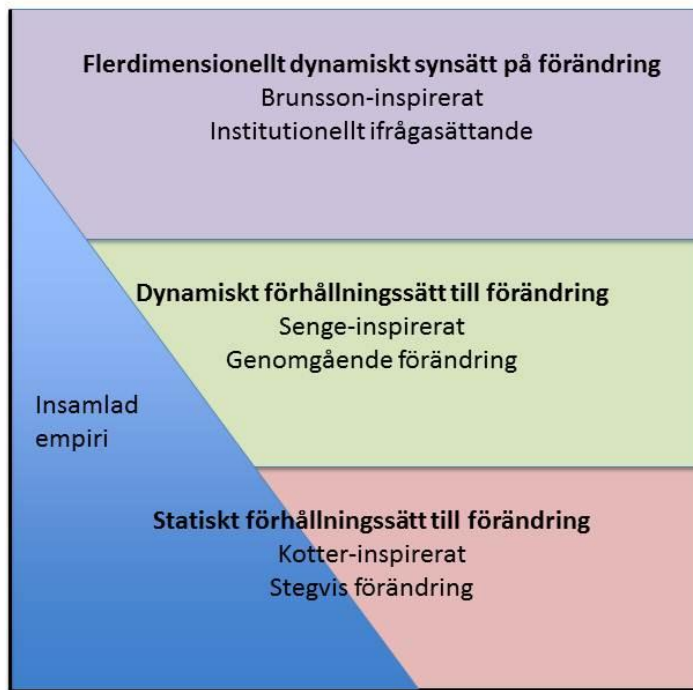 Flerdimensionellt dynamiskt synsätt på förändring
Brunsson-inspirerat
Institutionellt ifrågasättande
Dynamiskt förhållningssätt till förändring
Senge-inspirerat
Genomgående förändring
Insamlad
empiri
Statiskt förhållningssätt till förändring
Kotter-inspirerat
Stegvis förändring